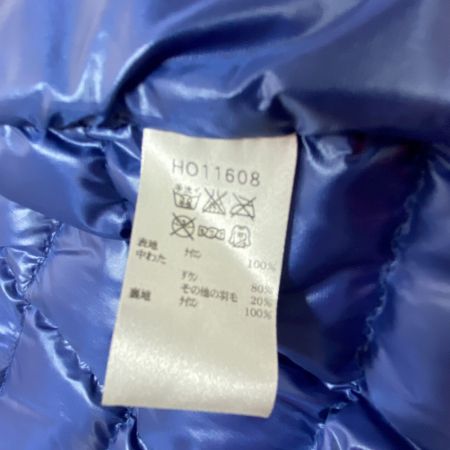 HO11608
手洗イ
表地 ナイロン 100%
中わた
ダウン 80%
その他の羽毛 20%
裏地 ナイロン 100%